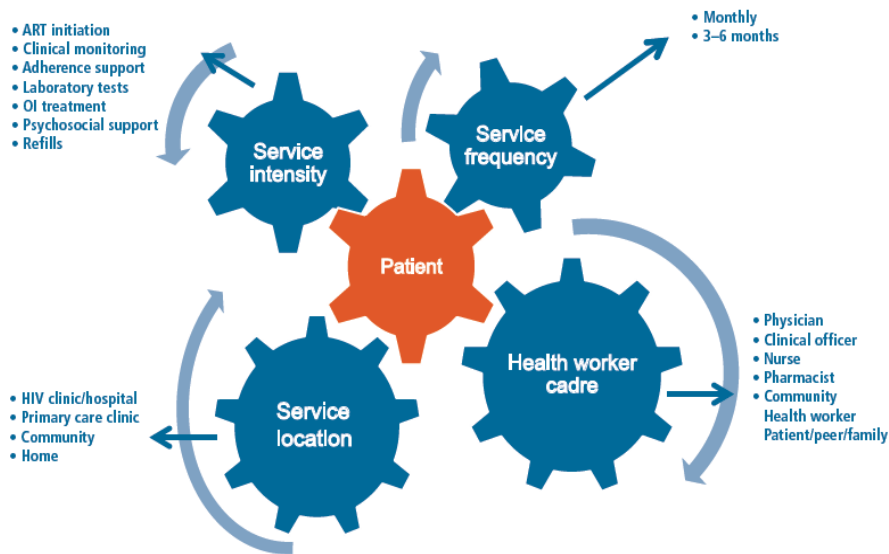 • ART initiation
• Clinical monitoring
• Adherence support
• Laboratory tests
• OI treatment
• Psychosocial support
• Refills
Service
intensity
• Monthly
• 3–6 months
Service
frequency
Patient
• HIV clinic/hospital
• Primary care clinic
• Community
• Home
Service
location
Health worker
cadre
• Physician
• Clinical officer
• Nurse
• Pharmacist
• Community
Health worker
Patient/peer/family